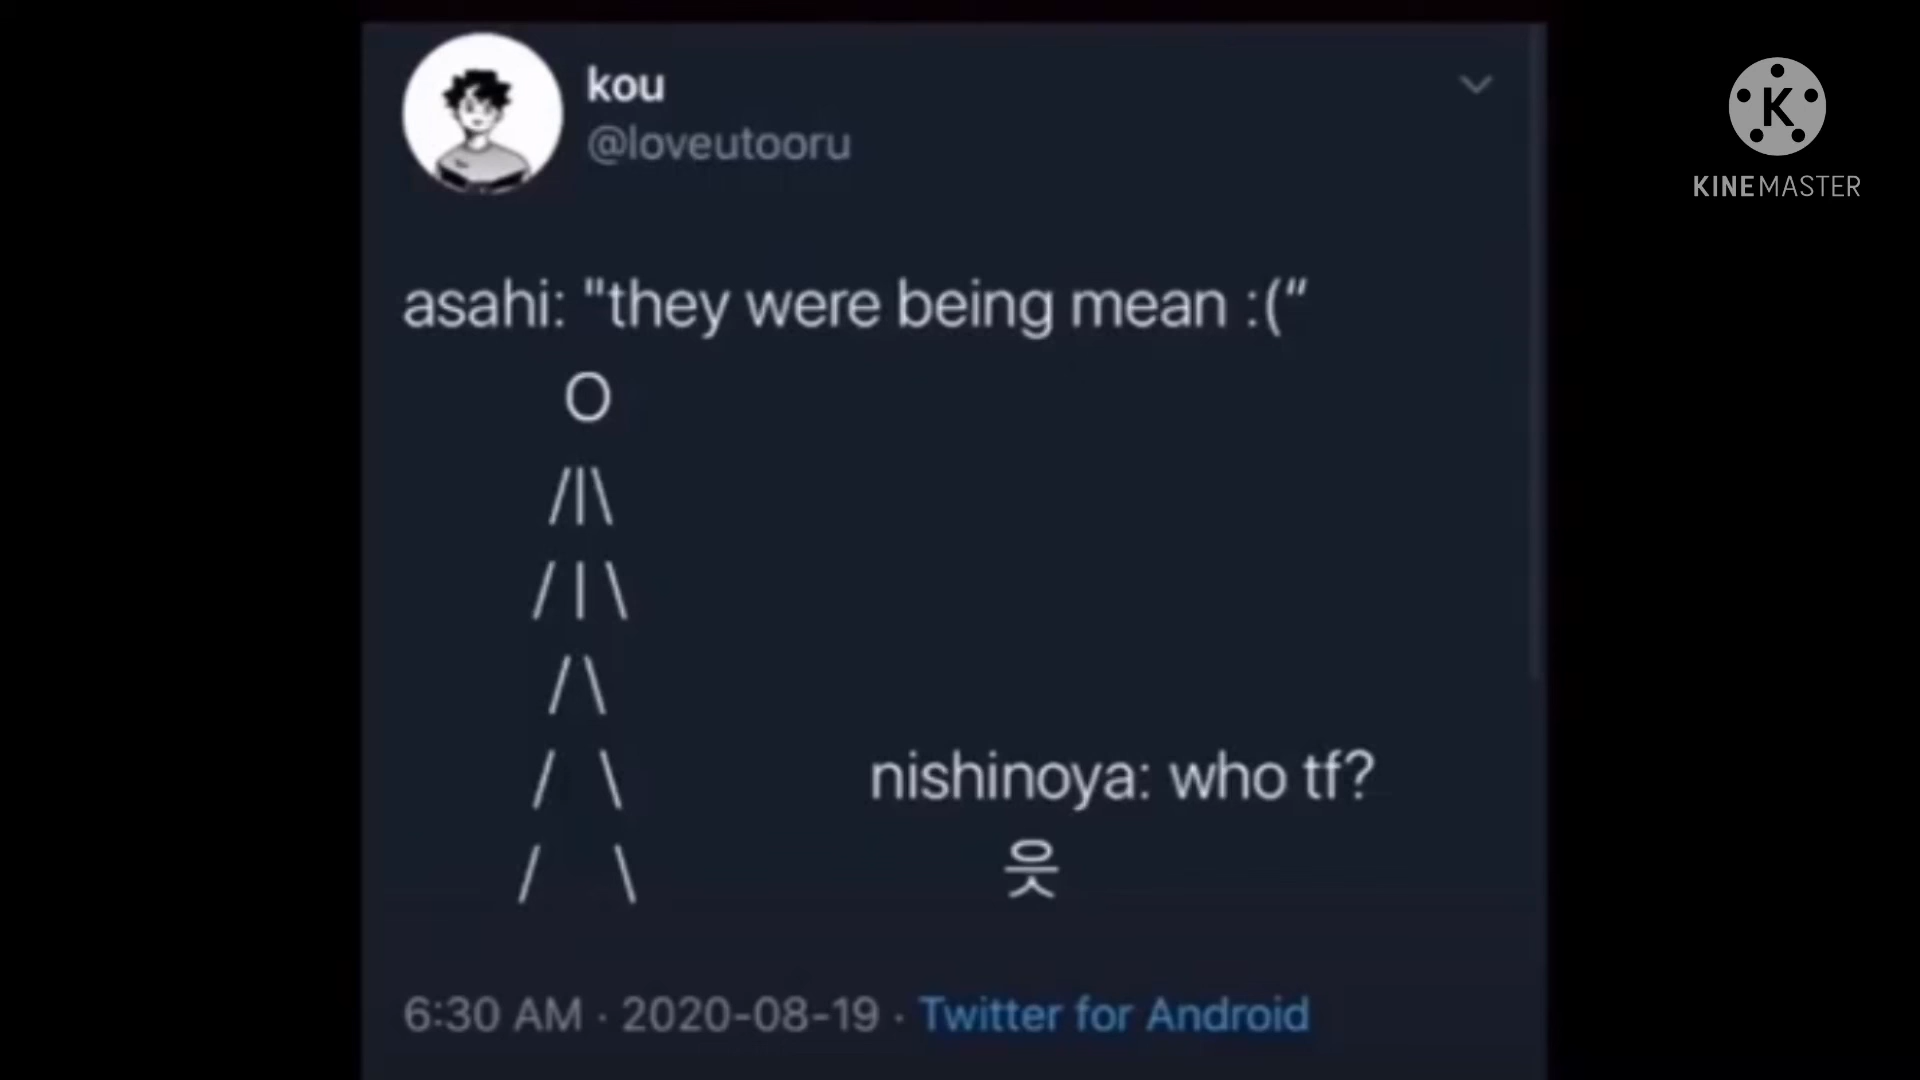 kou
@loveutooru
KINEMASTER
asahi: "they were being mean :(“
O
/|\
/ | \
/ \
/   \
nishinoya: who tf?
/     \
웃
6:30 AM · 2020-08-19 · Twitter for Android